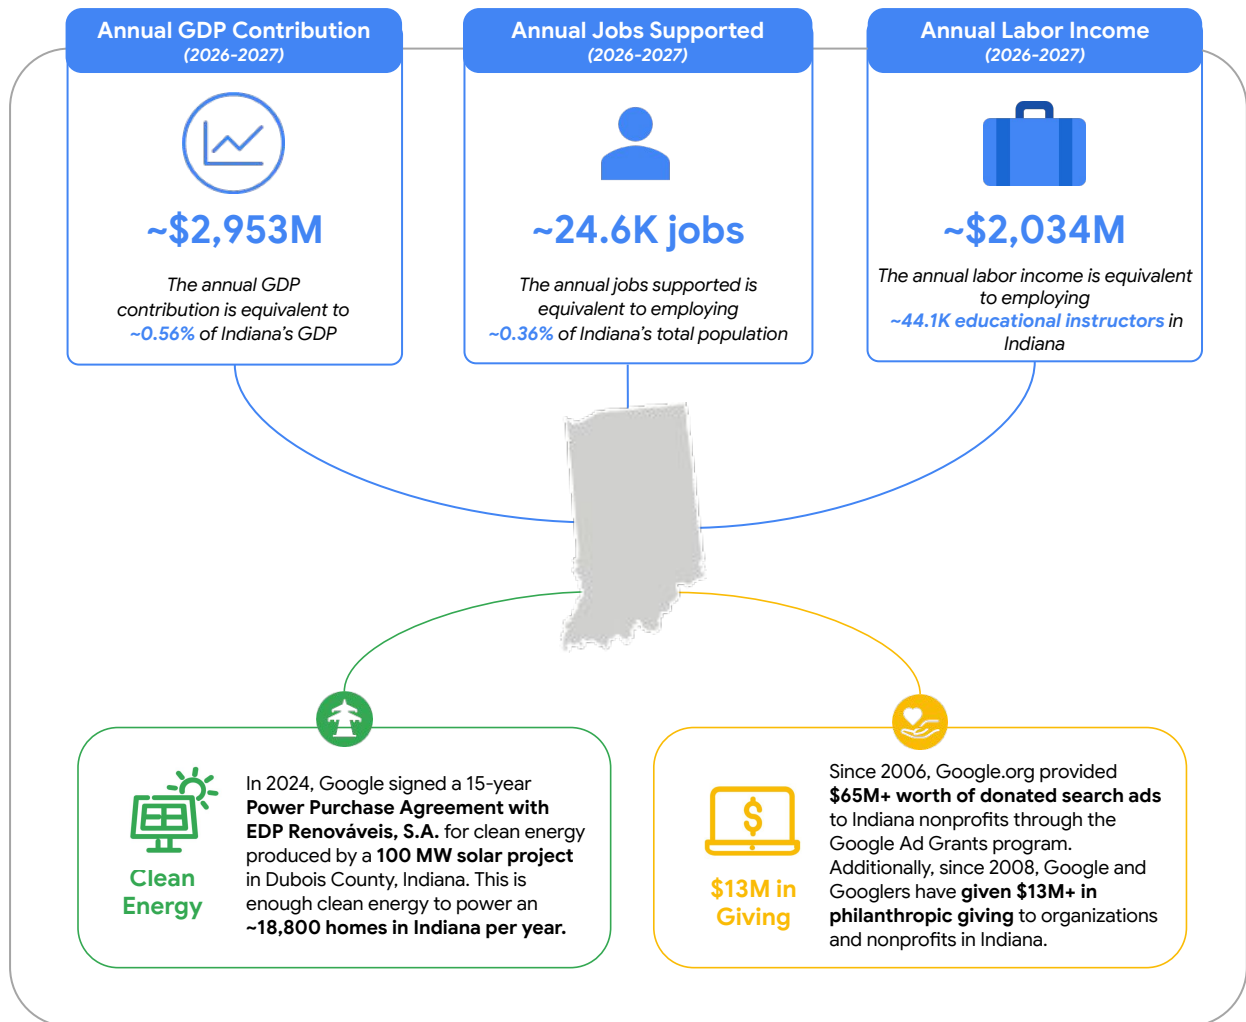 Annual GDP Contribution
(2026-2027)
~$2,953M
The annual GDP
contribution is equivalent to
~0.56% of Indiana's GDP
Annual Jobs Supported
(2026-2027)
~24.6K jobs
The annual jobs supported is
equivalent to employing
~0.36% of Indiana's total population
Annual Labor Income
(2026-2027)
~$2,034M
The annual labor income is equivalent
to employing
~44.1K educational instructors in
Indiana
Clean
Energy
In 2024, Google signed a 15-year
Power Purchase Agreement with
EDP Renováveis, S.A. for clean energy
produced by a 100 MW solar project
in Dubois County, Indiana. This is
enough clean energy to power an
~18,800 homes in Indiana per year.
$
$13M in
Giving
Since 2006, Google.org provided
$65M+ worth of donated search ads
to Indiana nonprofits through the
Google Ad Grants program.
Additionally, since 2008, Google and
Googlers have given $13M+ in
philanthropic giving to organizations
and nonprofits in Indiana.